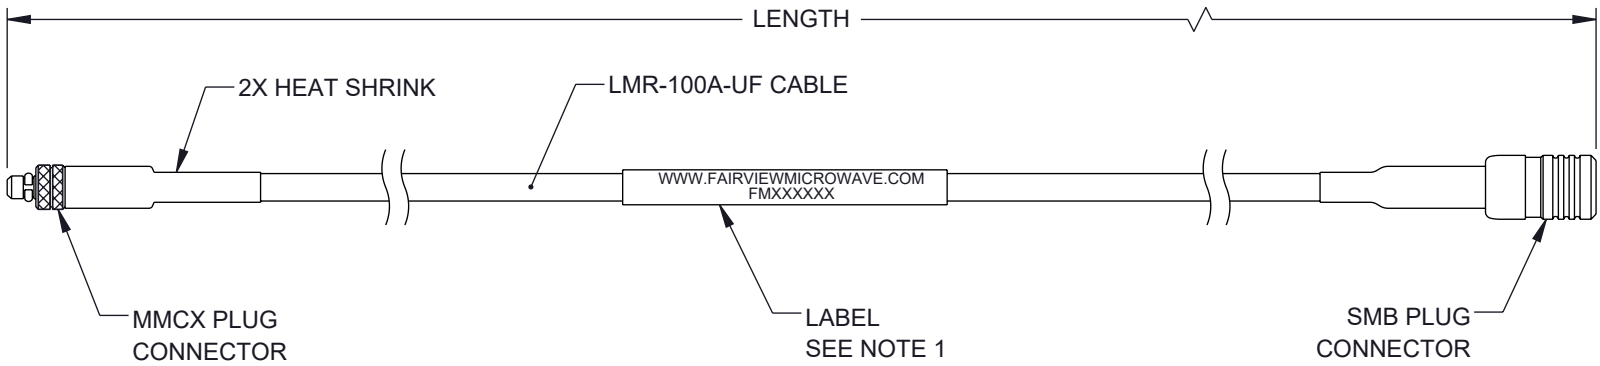 LENGTH
2X HEAT SHRINK
LMR-100A-UF CABLE
WWW.FAIRVIEWMICROWAVE.COM
FMXXXXXX
MMCX PLUG
CONNECTOR
LABEL
SEE NOTE 1
SMB PLUG
CONNECTOR